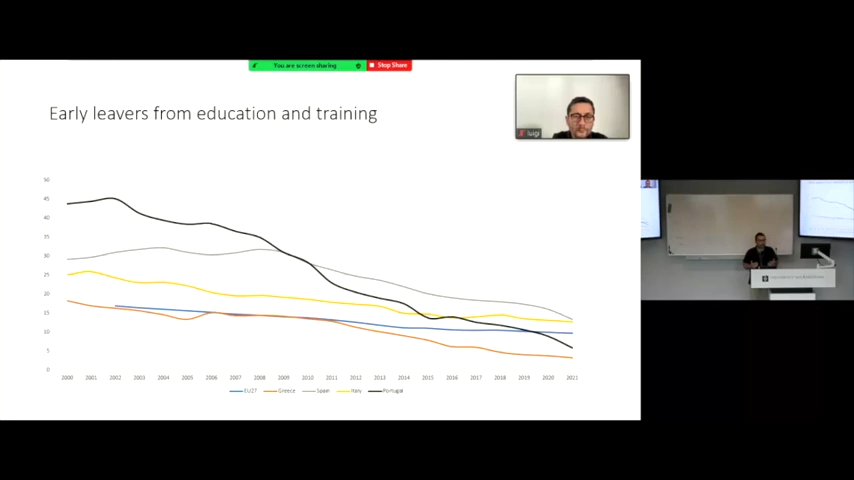 You are screen sharing
Stop Share
Early leavers from education and training
luigi
50
45
40
35
30
25
20
15
10
5
0
2000 2001 2002 2003 2004 2005 2006 2007 2008 2009 2010 2011 2012 2013 2014 2015 2016 2017 2018 2019 2020 2021
EU27 Greece Spain Italy Portugal